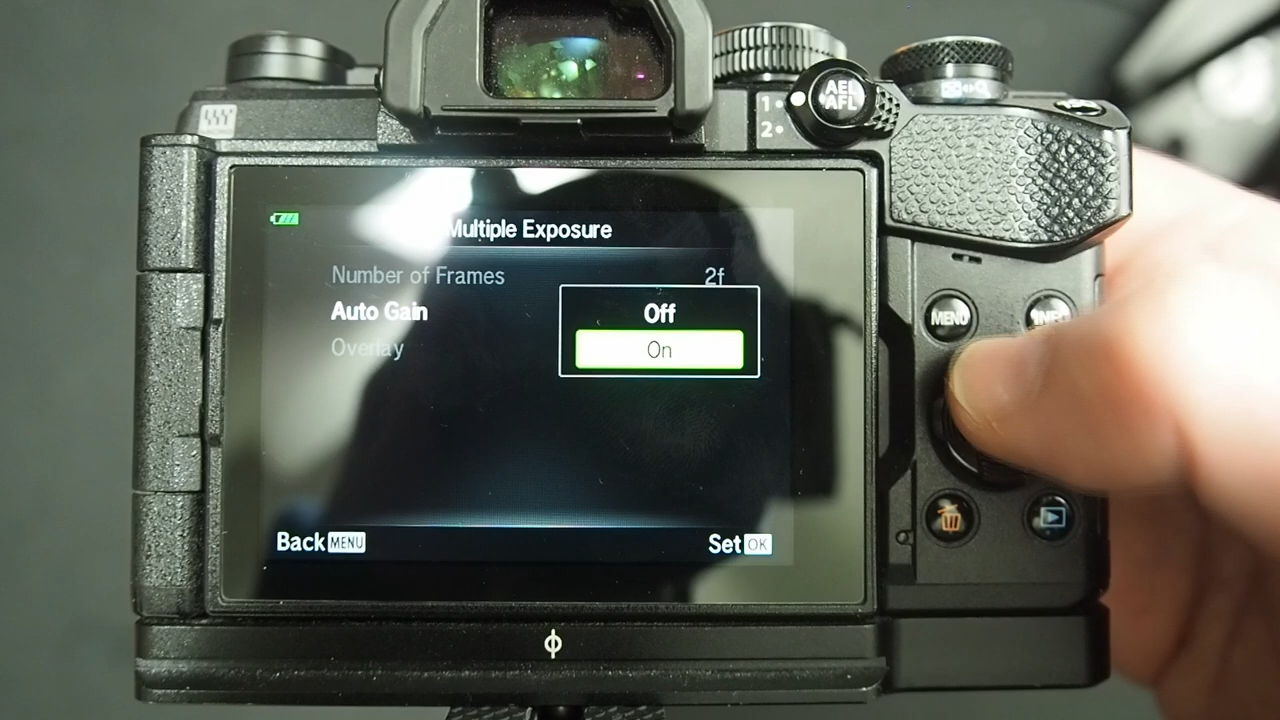 AEL
AFL
1
2
Multiple Exposure
Number of Frames 2f
Auto Gain Off
On
Overlay
MENU
Back MENU
Set OK